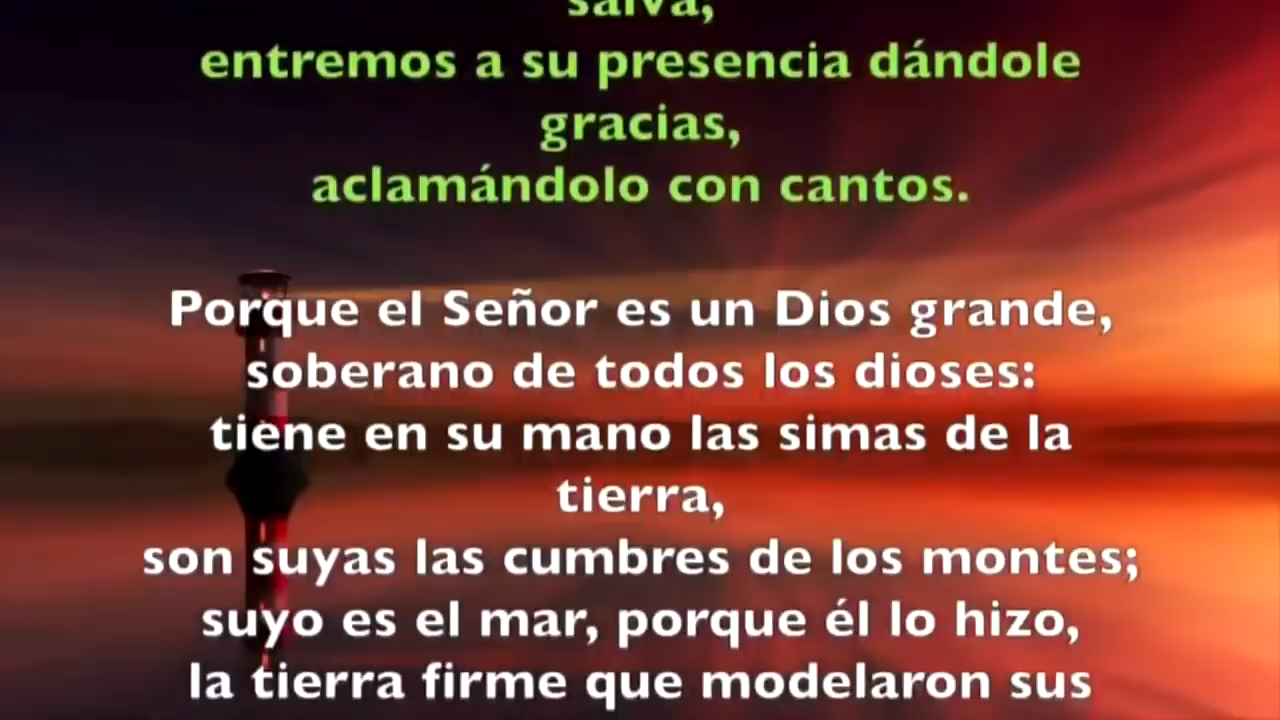 salva,
entremos a su presencia dándole
gracias,
aclamándolo con cantos.
Porque el Señor es un Dios grande,
soberano de todos los dioses:
tiene en su mano las simas de la
tierra,
son suyas las cumbres de los montes;
suyo es el mar, porque él lo hizo,
la tierra firme que modelaron sus